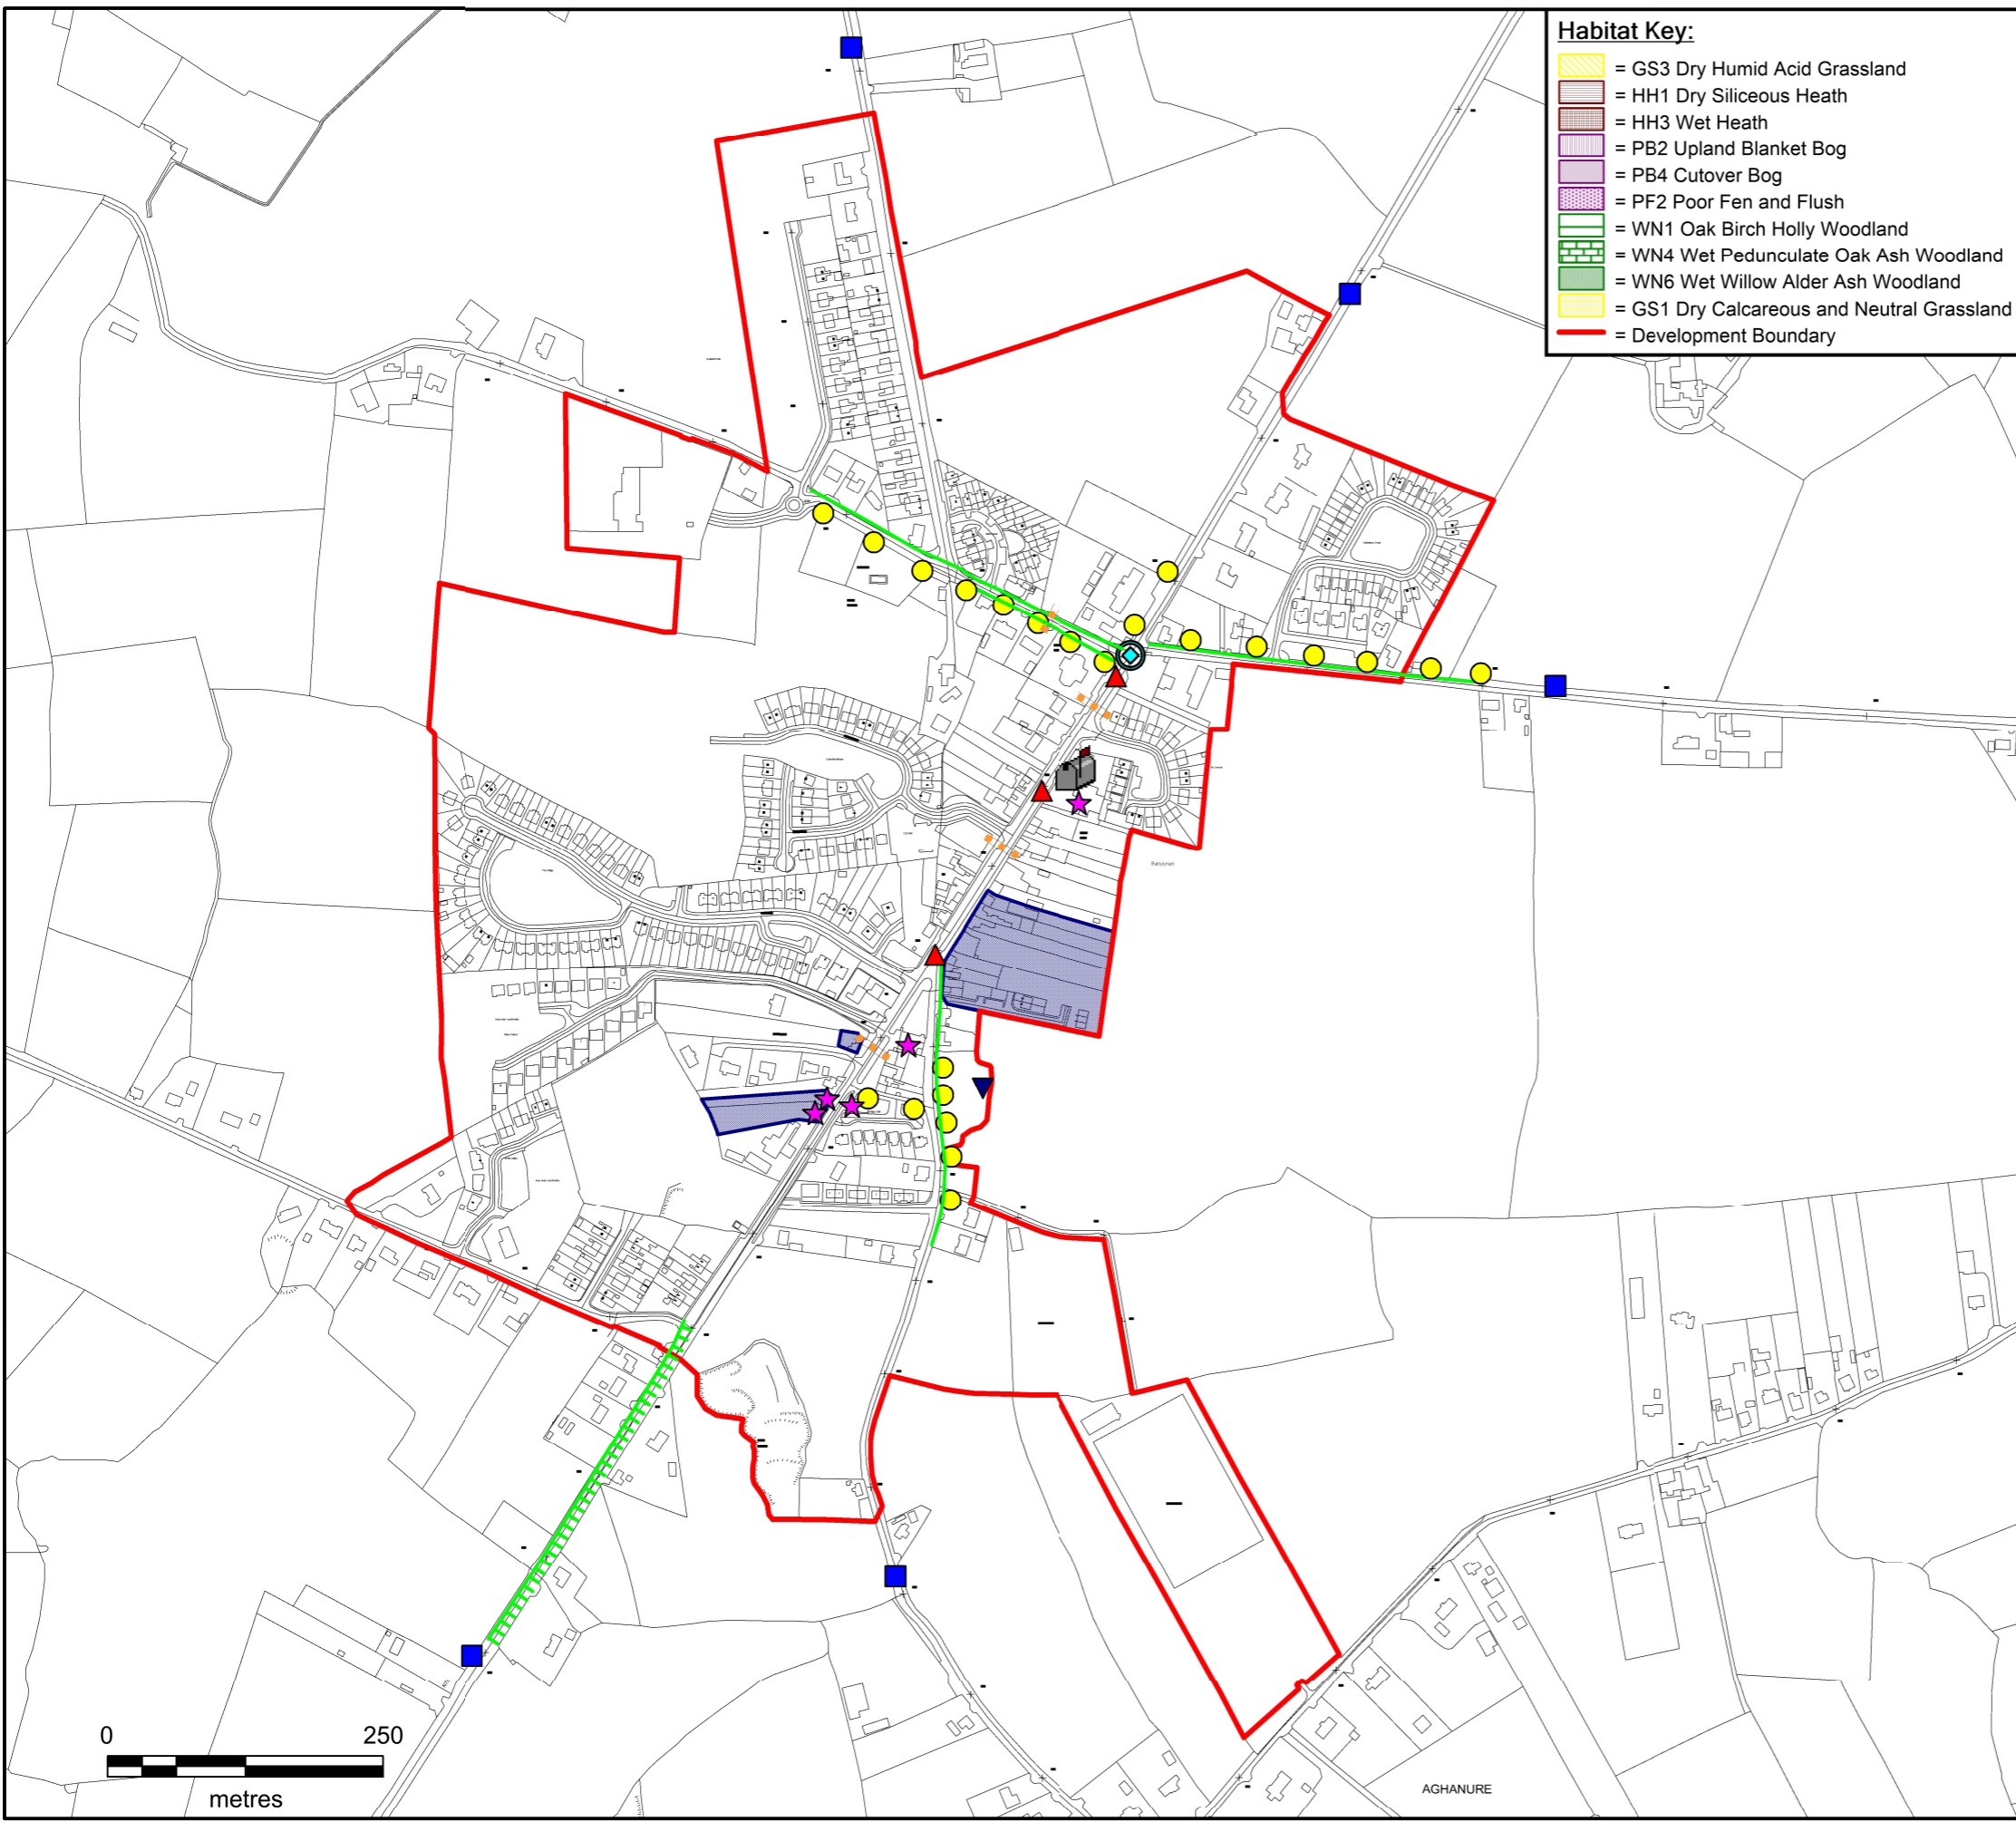 Habitat Key:
= GS3 Dry Humid Acid Grassland
= HH1 Dry Siliceous Heath
= HH3 Wet Heath
= PB2 Upland Blanket Bog
= PB4 Cutover Bog
= PF2 Poor Fen and Flush
= WN1 Oak Birch Holly Woodland
= WN4 Wet Pedunculate Oak Ash Woodland
= WN6 Wet Willow Alder Ash Woodland
= GS1 Dry Calcareous and Neutral Grassland
= Development Boundary
0 250
metres
AGHANURE